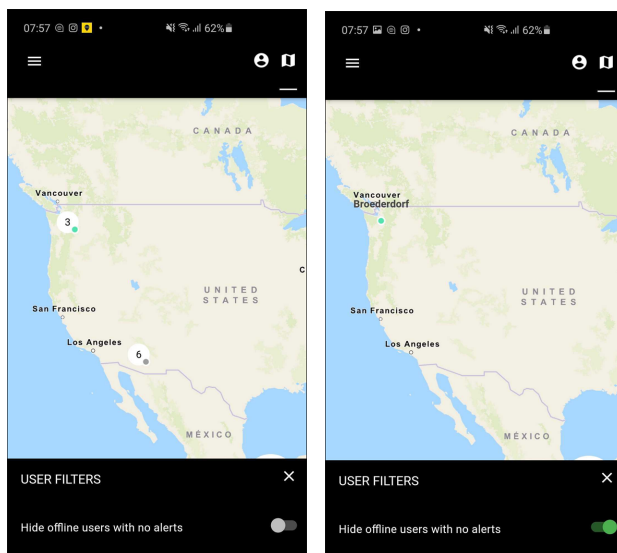 07:57 62%
CANADA
Vancouver
3
UNITED
STATES
San Francisco
Los Angeles
6
MÉXICO
USER FILTERS
Hide offline users with no alerts
07:57 62%
CANADA
Vancouver
Broederdorf
UNITED
STATES
San Francisco
Los Angeles
MÉXICO
USER FILTERS
Hide offline users with no alerts